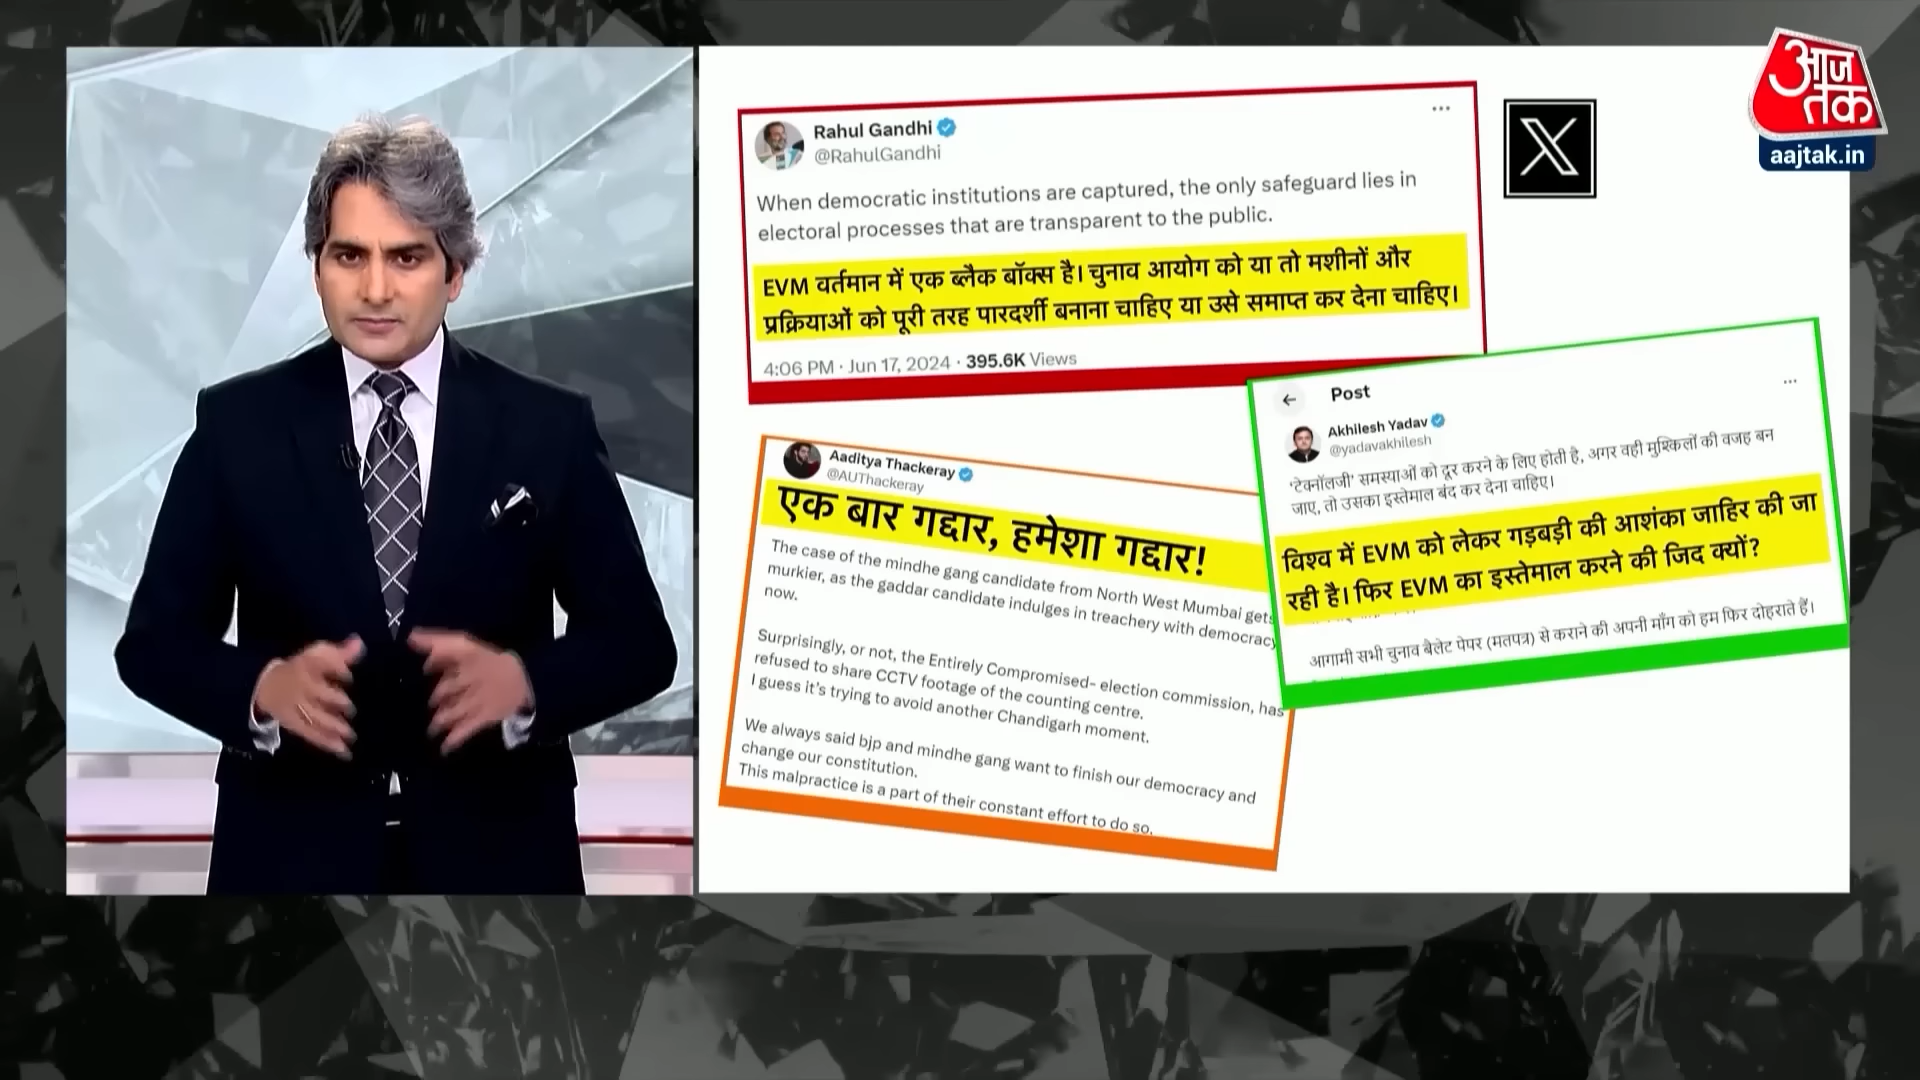 आज
तक
aajtak.in
Rahul Gandhi
@RahulGandhi
When democratic institutions are captured, the only safeguard lies in
electoral processes that are transparent to the public.
EVM वर्तमान में एक ब्लैक बॉक्स है। चुनाव आयोग को या तो मशीनों और
प्रक्रियाओं को पूरी तरह पारदर्शी बनाना चाहिए या उसे समाप्त कर देना चाहिए।
4:06 PM · Jun 17, 2024 · 395.6K Views
Aaditya Thackeray
@AUThackeray
एक बार गद्दार, हमेशा गद्दार!
The case of the mindhe gang candidate from North West Mumbai gets
murkier, as the gaddar candidate indulges in treachery with democracy
now.
Surprisingly, or not, the Entirely Compromised- election commission, has
refused to share CCTV footage of the counting centre.
I guess it's trying to avoid another Chandigarh moment.
We always said bjp and mindhe gang want to finish our democracy and
change our constitution.
This malpractice is a part of their constant effort to do so.
Post
Akhilesh Yadav
@yadavakhilesh
'टेक्नॉलजी' समस्याओं को दूर करने के लिए होती है, अगर वही मुश्किलों की वजह बन
जाए, तो उसका इस्तेमाल बंद कर देना चाहिए।
विश्व में EVM को लेकर गड़बड़ी की आशंका जाहिर की जा
रही है। फिर EVM का इस्तेमाल करने की जिद क्यों?
आगामी सभी चुनाव बैलेट पेपर (मतपत्र) से कराने की अपनी माँग को हम फिर दोहराते हैं।